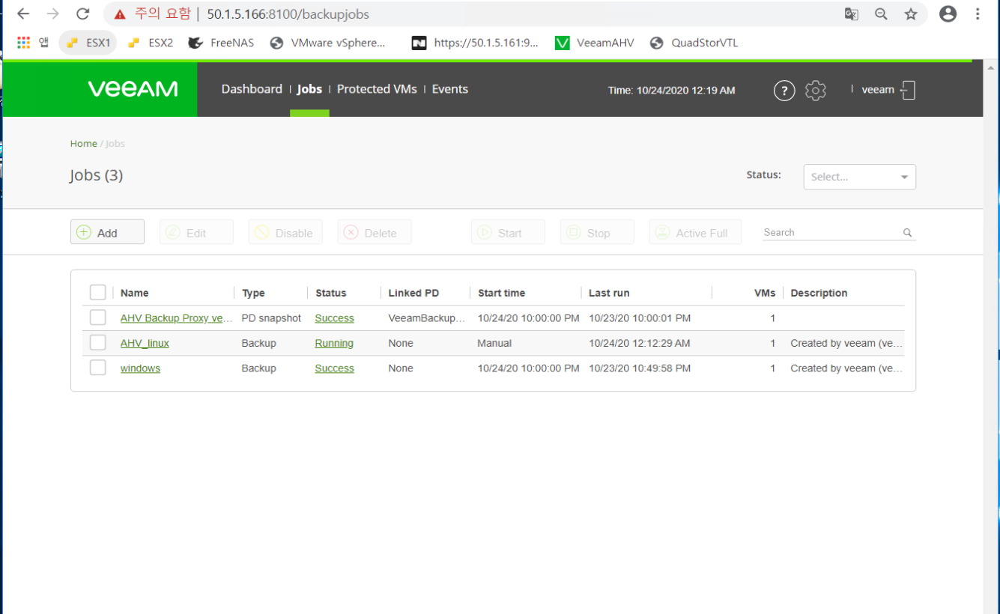 주의 요함 | 50.1.5.166:8100/backupjobs
앱 ESX1 ESX2 FreeNAS VMware vSphere... https://50.1.5.161:9... VeeamAHV QuadStorVTL
VEEAM Dashboard Jobs Protected VMs Events Time: 10/24/2020 12:19 AM ? veeam
Home / Jobs
Jobs (3) Status: Select...
Add Edit Disable Delete Start Stop Active Full Search
Name Type Status Linked PD Start time Last run VMs Description
AHV Backup Proxy ve... PD snapshot Success VeeamBackup... 10/24/20 10:00:00 PM 10/23/20 10:00:01 PM 1
AHV_linux Backup Running None Manual 10/24/20 12:12:29 AM 1 Created by veeam (ve...
windows Backup Success None 10/24/20 10:00:00 PM 10/23/20 10:49:58 PM 1 Created by veeam (ve...